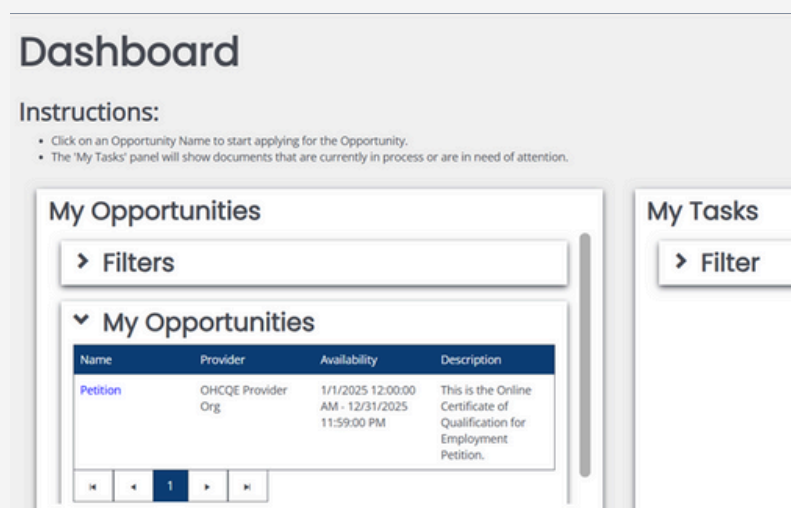 Dashboard
Instructions:
• Click on an Opportunity Name to start applying for the Opportunity.
• The 'My Tasks' panel will show documents that are currently in process or are in need of attention.
My Opportunities
Filters
My Opportunities
Name Provider Availability Description
Petition OHCQE Provider 1/1/2025 12:00:00 This is the Online
Org AM - 12/31/2025 Certificate of
11:59:00 PM Qualification for
Employment
Petition.
1
My Tasks
Filter